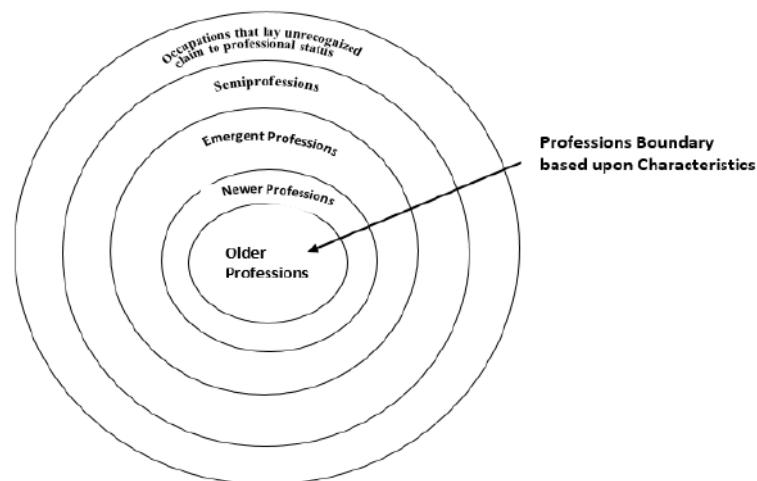 Occupations that lay unrecognized
claim to professional status
Semiprofessions
Emergent Professions
Newer Professions
Older
Professions
Professions Boundary
based upon Characteristics